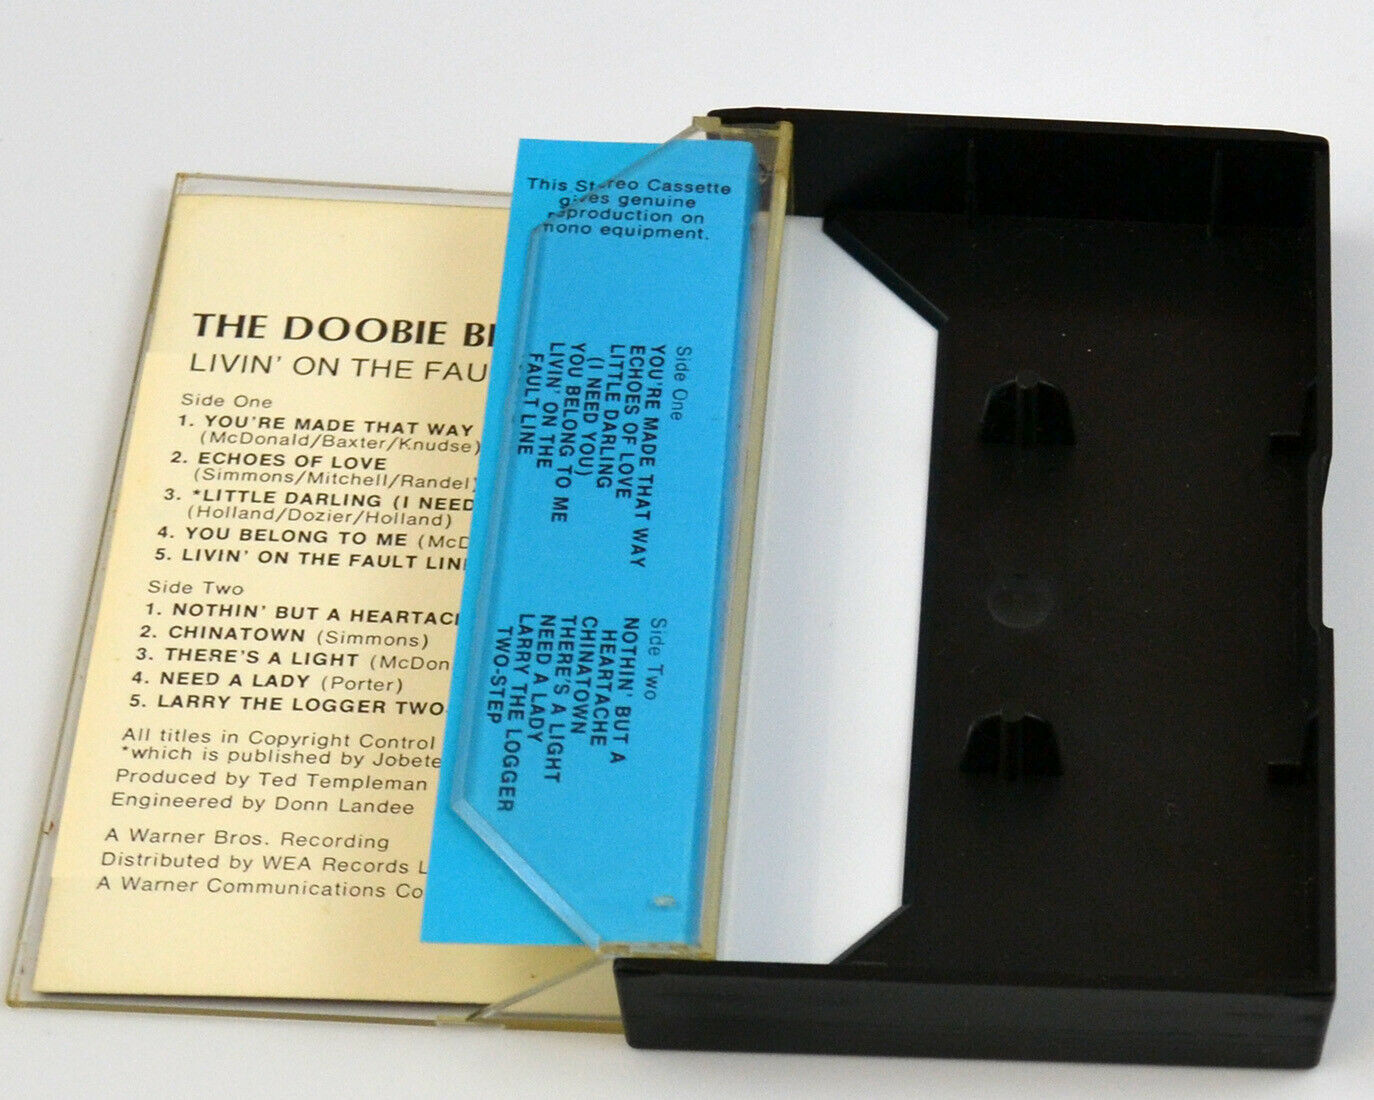 THE DOOBIE
LIVIN' ON THE
Side One
1. YOU'RE MADE THAT WAY
(McDonald/Baxter/Knudse)
2. ECHOES OF LOVE
(Simmons/Mitchell/Randel)
3. *LITTLE DARLING (I NEED
(Holland/Dozier/Holland)
4. YOU BELONG TO ME
5. LIVIN' ON THE FAULT LINE
Side Two
1. NOTHIN' BUT A
2. CHINATOWN (Simmons)
3. THERE'S A LIGHT
4. NEED A LADY (Porter)
5. LARRY THE LOGGER TWO
All titles in Copyright Control
*which is published by Jobete
Produced by Ted Templeman
Engineered by Donn Landee
A Warner Bros. Recording
Distributed by WEA Records
A Warner Communications
This Stereo Cassette
gives genuine
reproduction on
mono equipment.
Side One
YOU'RE MADE THAT WAY
ECHOES OF LOVE
LITTLE DARLING
(I NEED YOU)
YOU BELONG TO ME
LIVIN' ON THE
FAULT LINE
Side Two
NOTHIN' BUT A
HEARTACHE
CHINATOWN
THERE'S A LIGHT
NEED A LADY
LARRY THE LOGGER
TWO-STEP